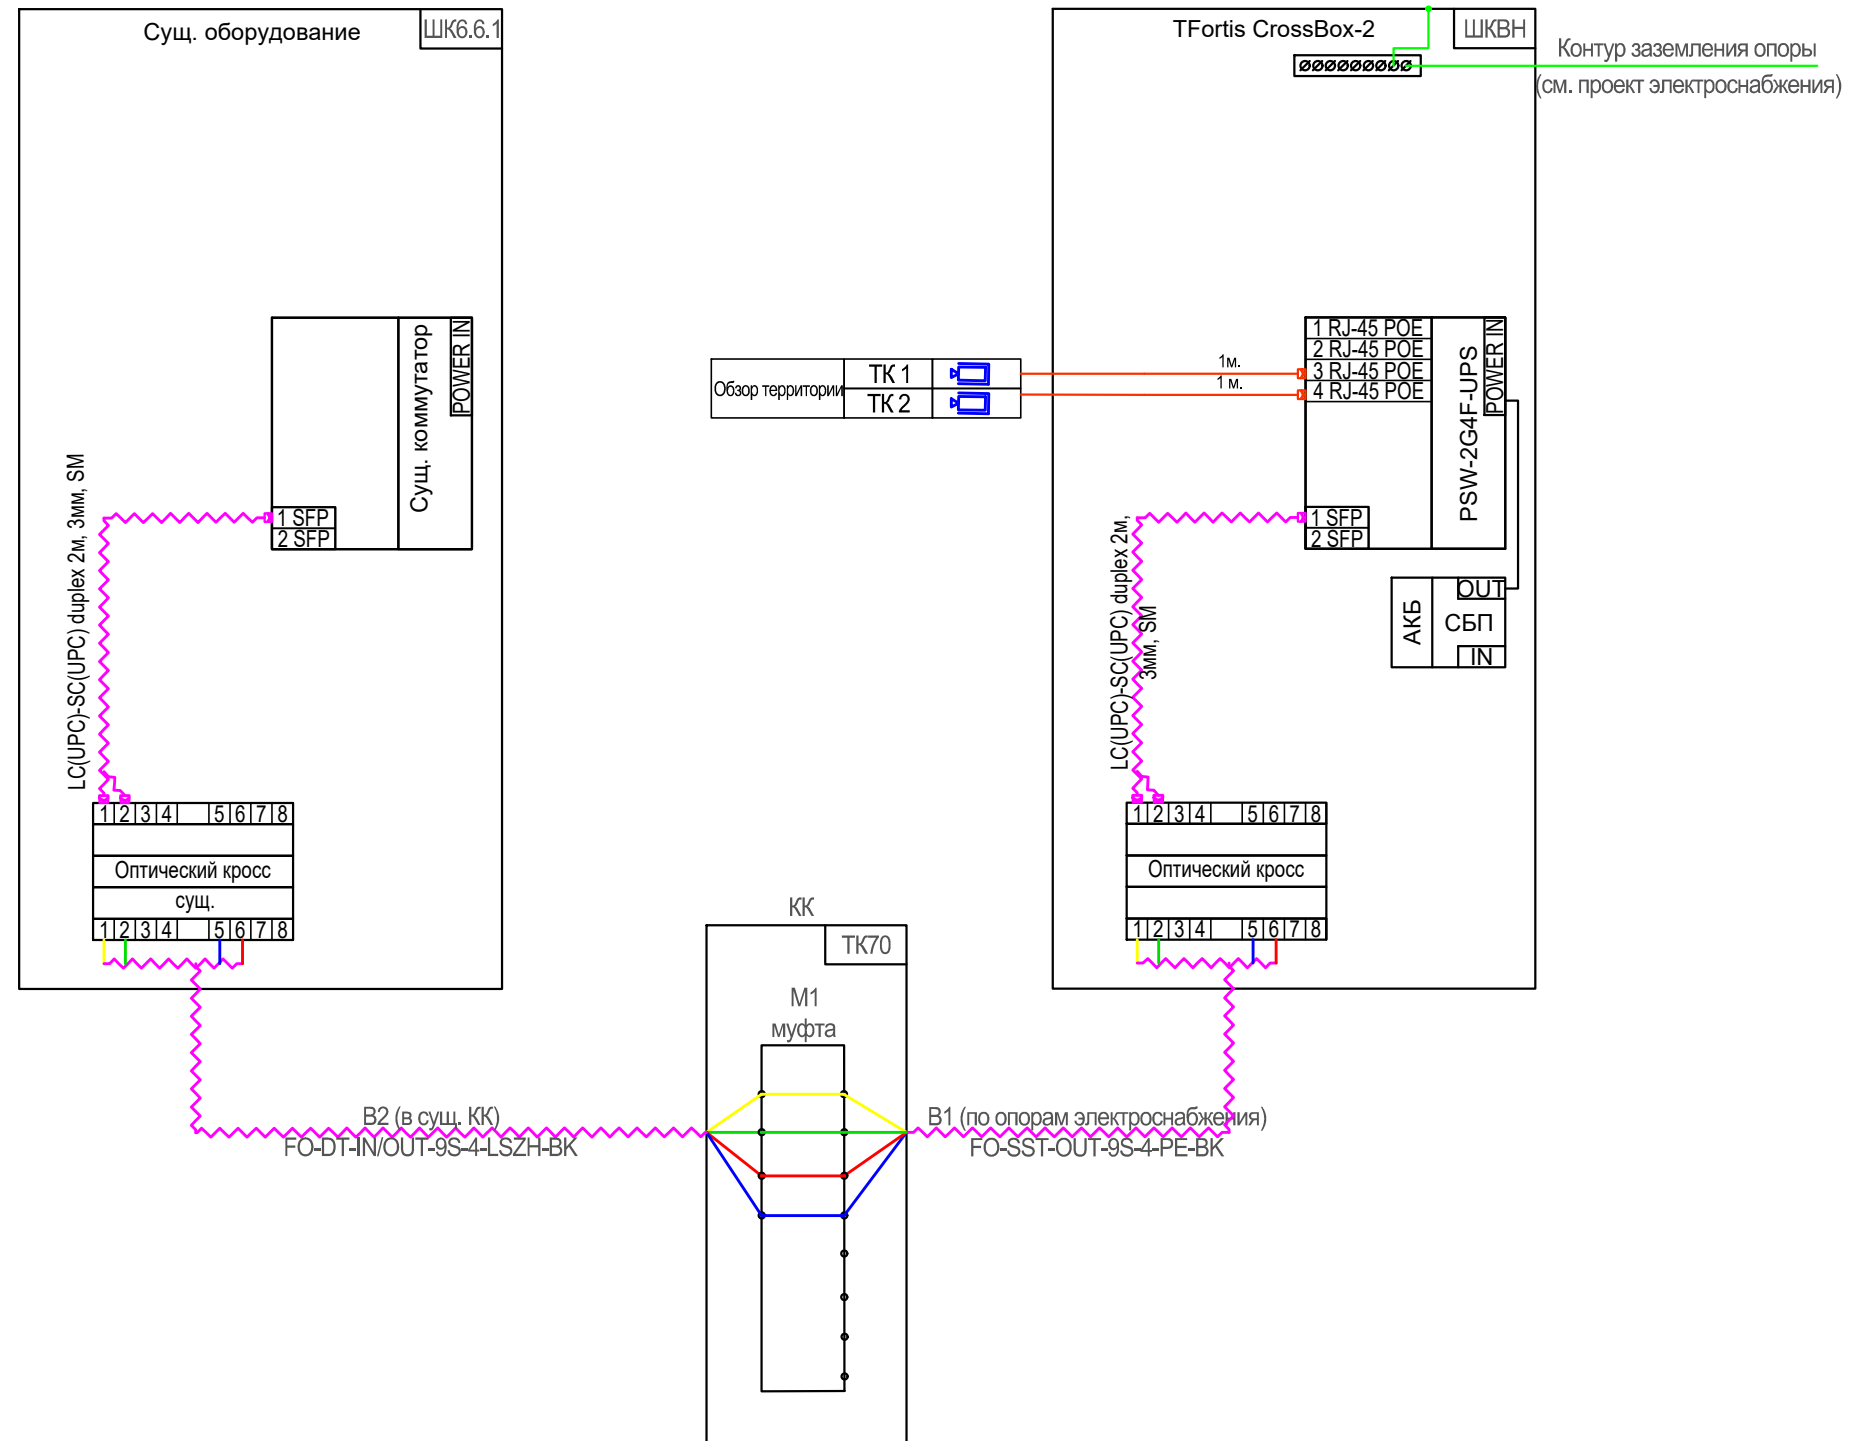 Сущ. оборудование
ШК6.6.1
Сущ. коммутатор
POWER IN
1 SFP
2 SFP
LC(UPC)-SC(UPC) duplex 2м, 3мм, SM
1 2 3 4 5 6 7 8
Оптический кросс
сущ.
1 2 3 4 5 6 7 8
В2 (в сущ. КК)
FO-DT-IN/OUT-9S-4-LSZH-BK
Обзор территории
ТК 1
ТК 2
1м.
1 м.
КК
ТК70
М1
муфта
В1 (по опорам электроснабжения)
FO-SST-OUT-9S-4-PE-BK
TFortis CrossBox-2
ШКВН
Контур заземления опоры
(см. проект электроснабжения)
1 RJ-45 POE
2 RJ-45 POE
3 RJ-45 POE
4 RJ-45 POE
PSW-2G4F-UPS
POWER IN
1 SFP
2 SFP
АКБ
OUT
СБП
IN
LC(UPC)-SC(UPC) duplex 2м,
3мм, SM
1 2 3 4 5 6 7 8
Оптический кросс
1 2 3 4 5 6 7 8